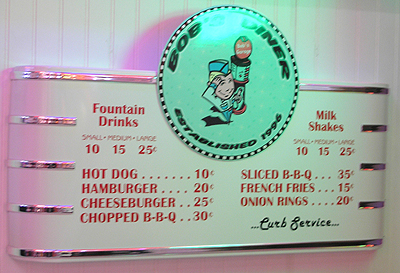 BOB'S DINER
ESTABLISHED 1996
Fountain
Drinks
SMALL • MEDIUM • LARGE
10 15 25¢
Milk
Shakes
SMALL • MEDIUM • LARGE
10 15 25¢
HOT DOG . . . . . . . 10¢
HAMBURGER . . . . 20¢
CHEESEBURGER . . 25¢
CHOPPED B-B-Q . . 30¢
SLICED B-B-Q . . . 35¢
FRENCH FRIES . . . 15¢
ONION RINGS . . . . 20¢
...Curb Service...